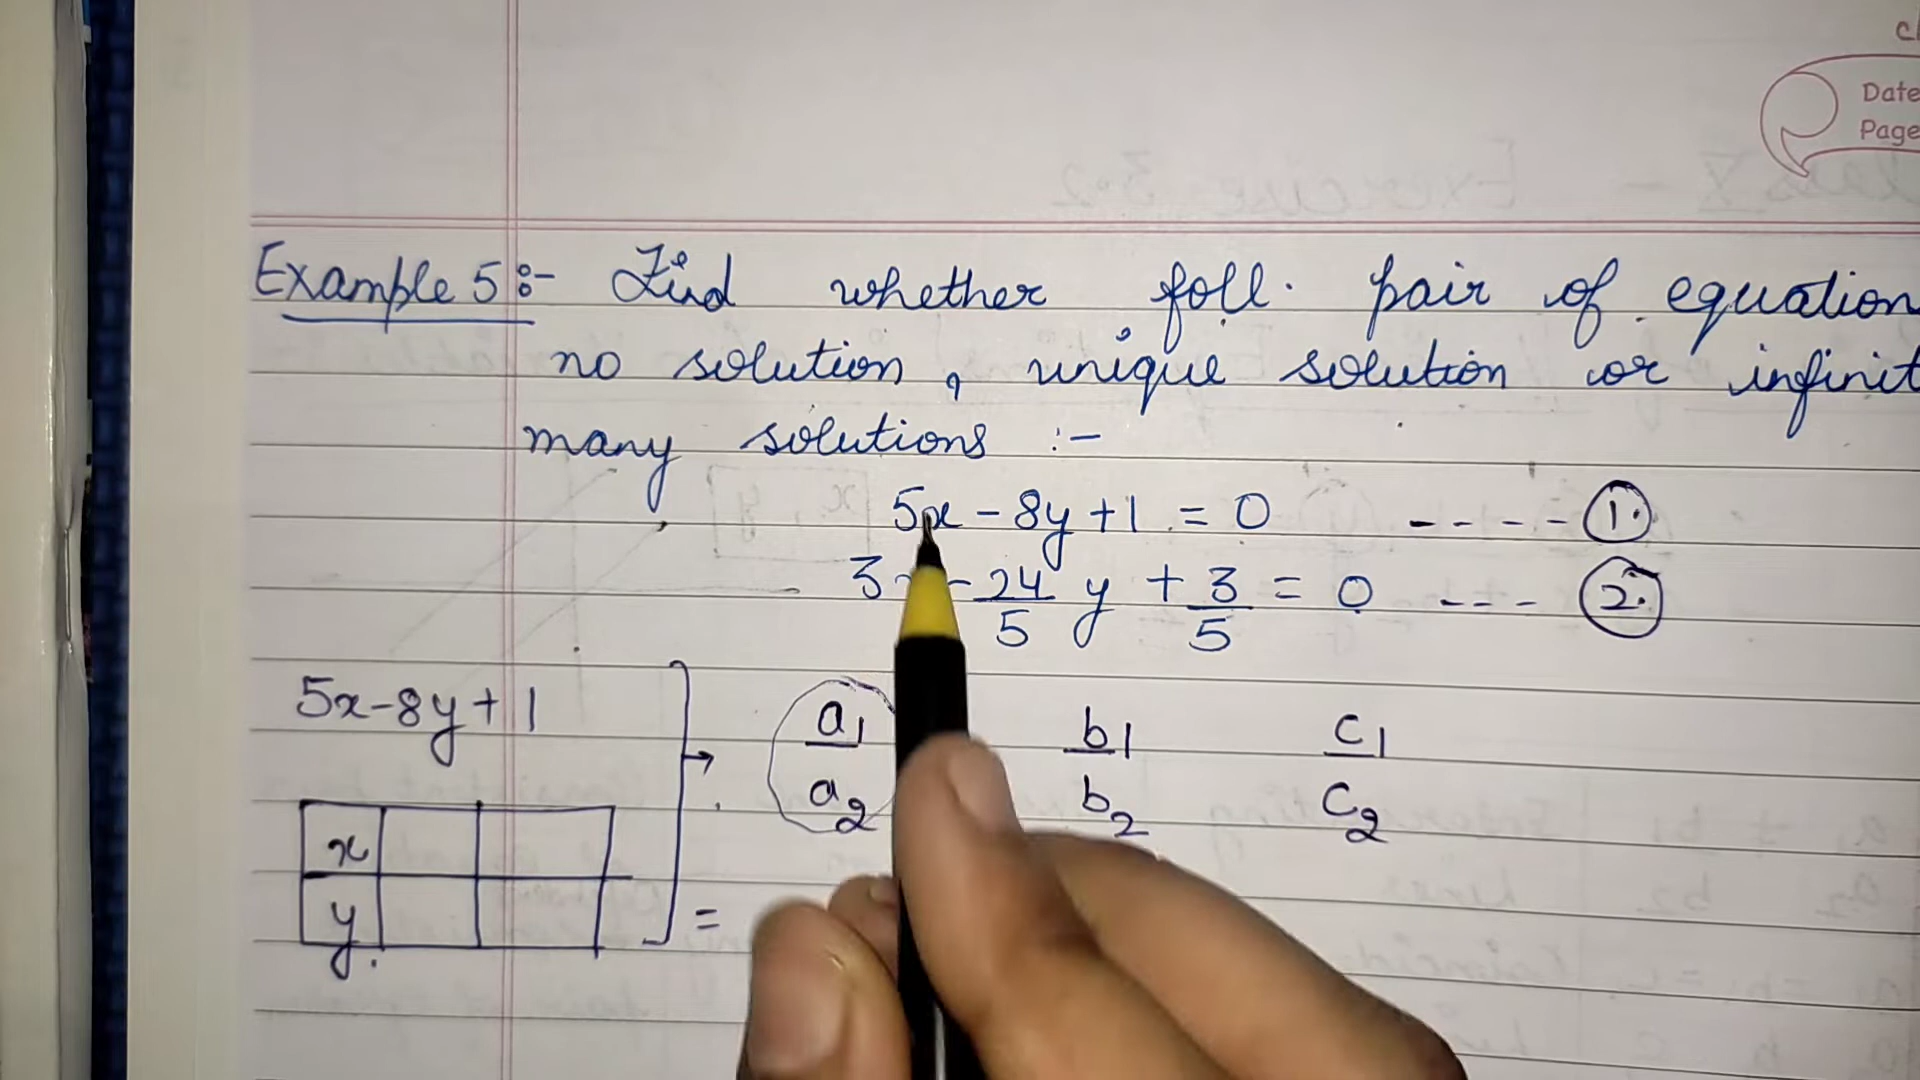 Date
Page
Example 5:- Find whether foll. pair of equation
no solution, unique solution or infinit
many solutions :-
5x - 8y + 1 = 0 ---- 1.
3 - 24/5 y + 3/5 = 0 --- 2.
5x-8y+1
a1/a2 b1/b2 c1/c2
x
y.
=